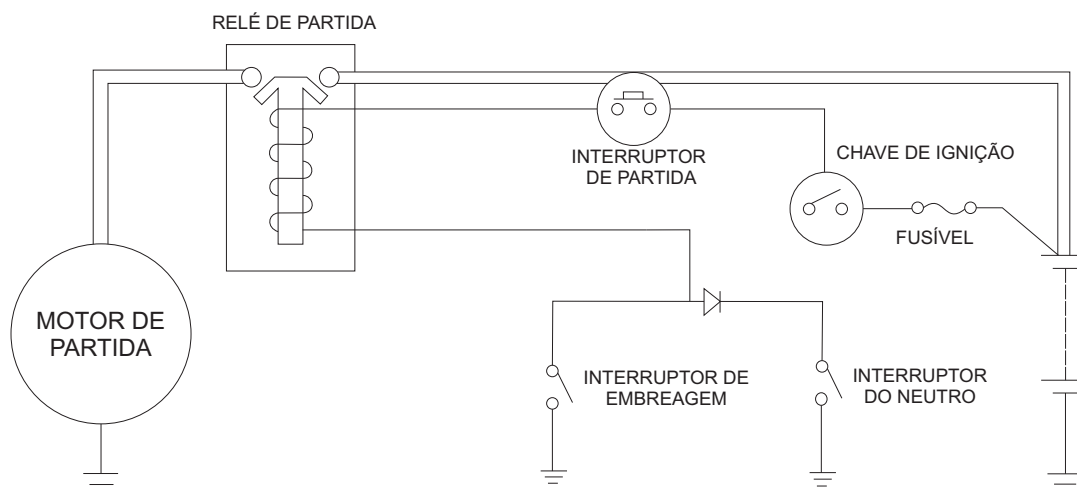 RELÉ DE PARTIDA
INTERRUPTOR
DE PARTIDA
CHAVE DE IGNIÇÃO
FUSÍVEL
MOTOR DE
PARTIDA
INTERRUPTOR DE
EMBREAGEM
INTERRUPTOR
DO NEUTRO